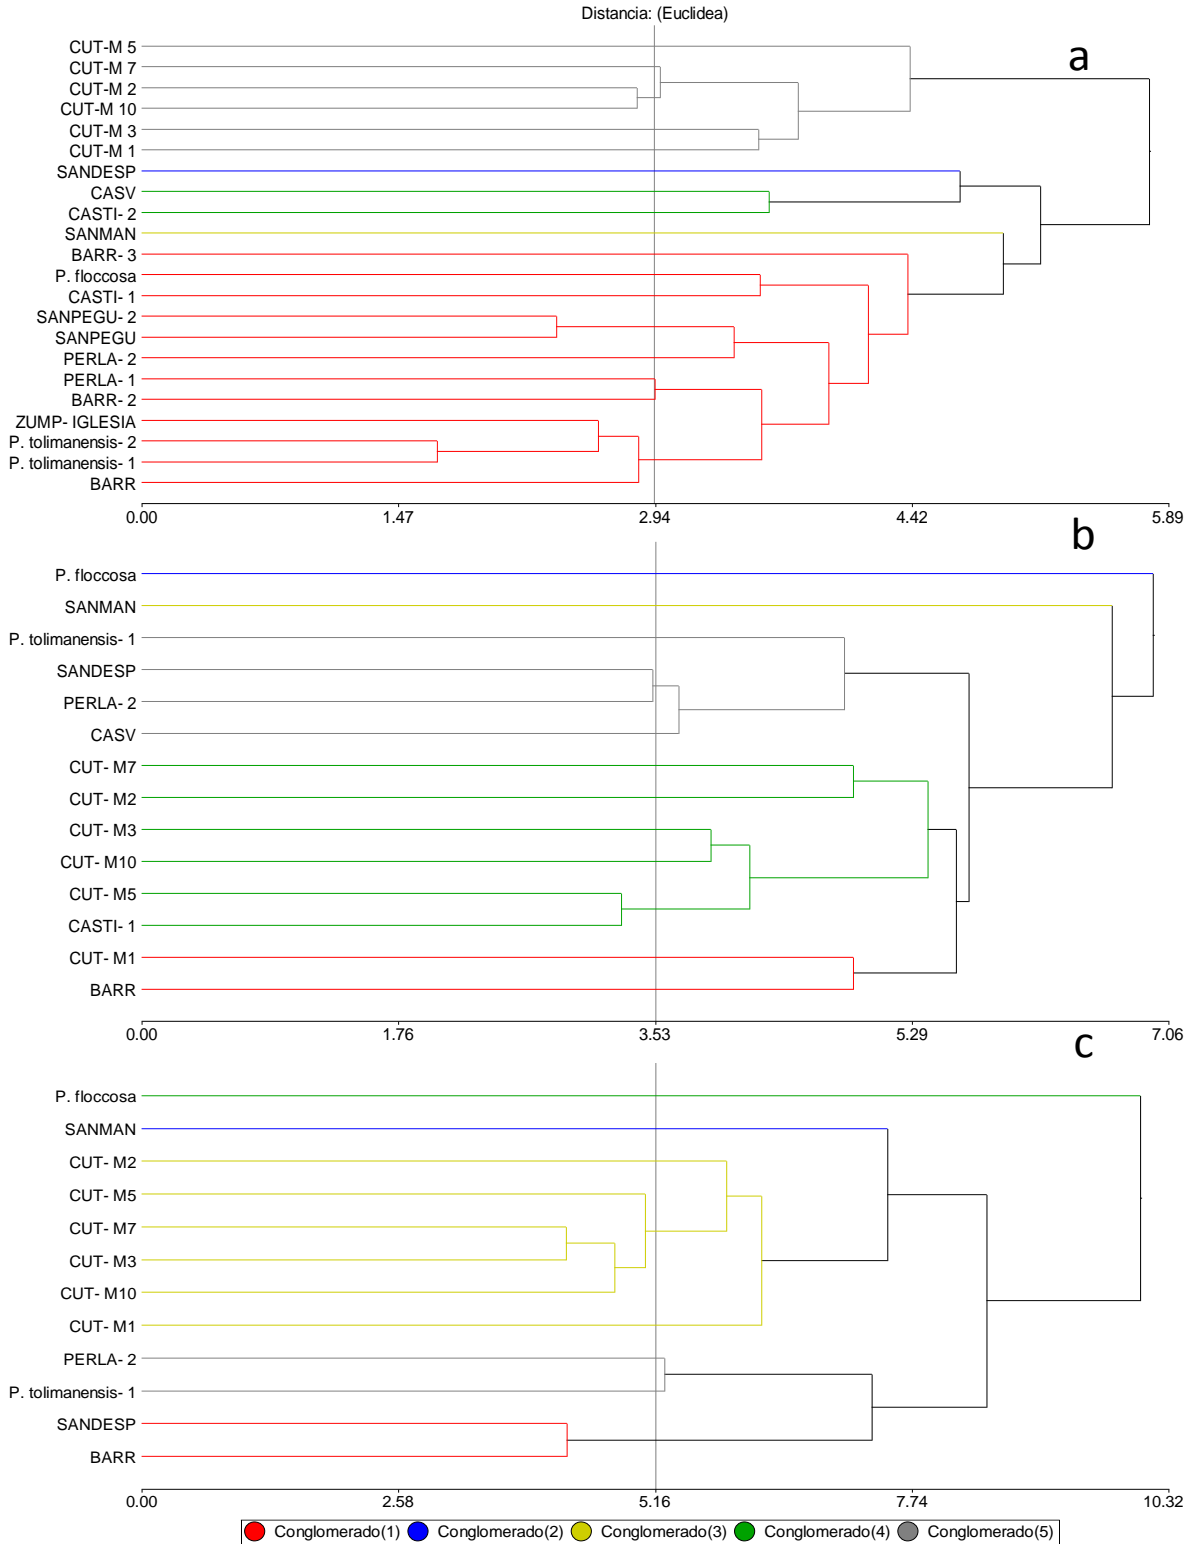 Distancia: (Euclidea)
a
CUT-M 5
CUT-M 7
CUT-M 2
CUT-M 10
CUT-M 3
CUT-M 1
SANDESP
CASV
CASTI- 2
SANMAN
BARR- 3
P. floccosa
CASTI- 1
SANPEGU- 2
SANPEGU
PERLA- 2
PERLA- 1
BARR- 2
ZUMP- IGLESIA
P. tolimanensis- 2
P. tolimanensis- 1
BARR
0.00 1.47 2.94 4.42 5.89
b
P. floccosa
SANMAN
P. tolimanensis- 1
SANDESP
PERLA- 2
CASV
CUT- M7
CUT- M2
CUT- M3
CUT- M10
CUT- M5
CASTI- 1
CUT- M1
BARR
0.00 1.76 3.53 5.29 7.06
c
P. floccosa
SANMAN
CUT- M2
CUT- M5
CUT- M7
CUT- M3
CUT- M10
CUT- M1
PERLA- 2
P. tolimanensis- 1
SANDESP
BARR
0.00 2.58 5.16 7.74 10.32
Conglomerado(1) Conglomerado(2) Conglomerado(3) Conglomerado(4) Conglomerado(5)